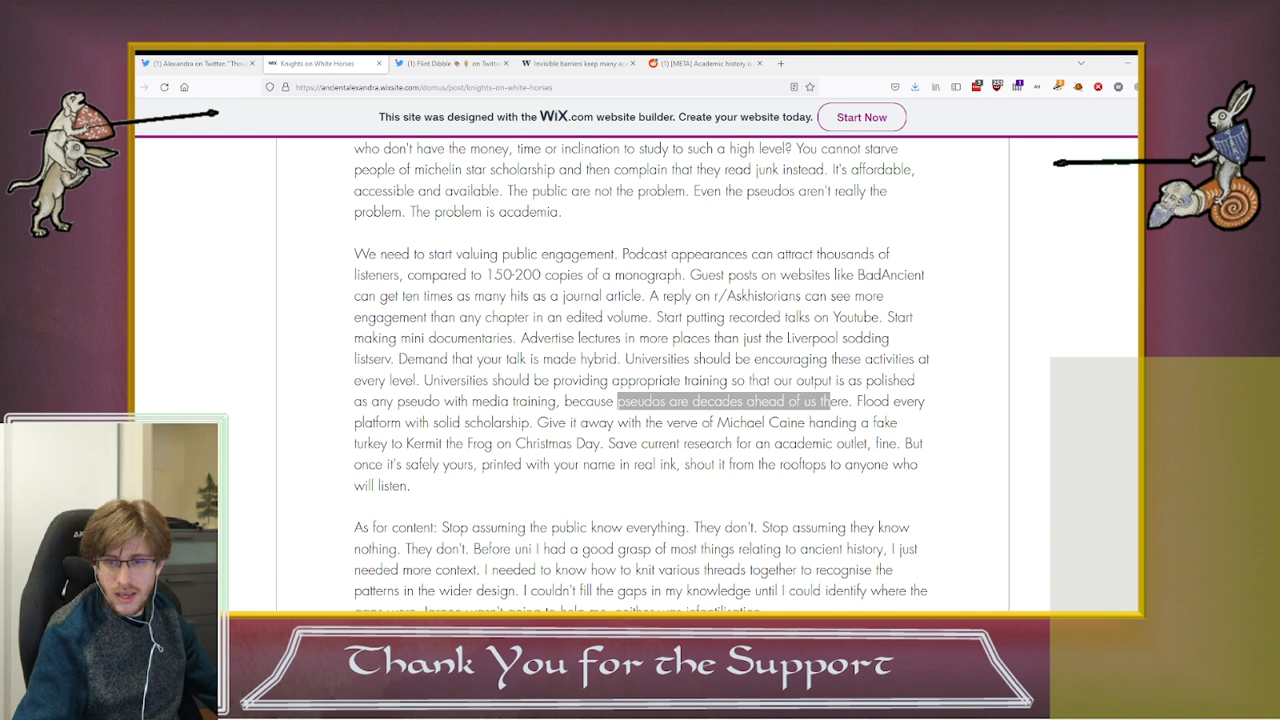 (1) Alexandra on Twitter: "Thou
Knights on White Horses
(1) Flint Dibble
on Twitte
Invisible barriers keep many aca
(1) [META] Academic history is
https://ancientalexandra.wixsite.com/domus/post/knights-on-white-horses
This site was designed with the WiX.com website builder. Create your website today.
Start Now
who don't have the money, time or inclination to study to such a high level? You cannot starve
people of michelin star scholarship and then complain that they read junk instead. It's affordable,
accessible and available. The public are not the problem. Even the pseudos aren't really the
problem. The problem is academia.
We need to start valuing public engagement. Podcast appearances can attract thousands of
listeners, compared to 150-200 copies of a monograph. Guest posts on websites like BadAncient
can get ten times as many hits as a journal article. A reply on r/Askhistorians can see more
engagement than any chapter in an edited volume. Start putting recorded talks on Youtube. Start
making mini documentaries. Advertise lectures in more places than just the Liverpool sodding
listserv. Demand that your talk is made hybrid. Universities should be encouraging these activities at
every level. Universities should be providing appropriate training so that our output is as polished
as any pseudo with media training, because pseudos are decades ahead of us there. Flood every
platform with solid scholarship. Give it away with the verve of Michael Caine handing a fake
turkey to Kermit the Frog on Christmas Day. Save current research for an academic outlet, fine. But
once it's safely yours, printed with your name in real ink, shout it from the rooftops to anyone who
will listen.
As for content: Stop assuming the public know everything. They don't. Stop assuming they know
nothing. They don't. Before uni I had a good grasp of most things relating to ancient history, I just
needed more context. I needed to know how to knit various threads together to recognise the
patterns in the wider design. I couldn't fill the gaps in my knowledge until I could identify where the
Thank You for the Support